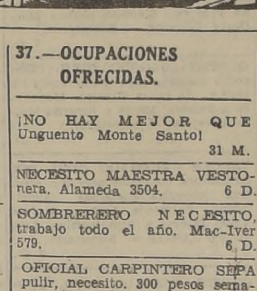 37.—OCUPACIONES
OFRECIDAS.
¡NO HAY MEJOR QUE
Unguento Monte Santo!
31 M.
NECESITO MAESTRA VESTO-
nera, Alameda 3504. 6 D.
SOMBRERERO NECESITO,
trabajo todo el año. Mac-Iver
579. 6 D.
OFICIAL CARPINTERO SEPA
pulir, necesito. 300 pesos sema-